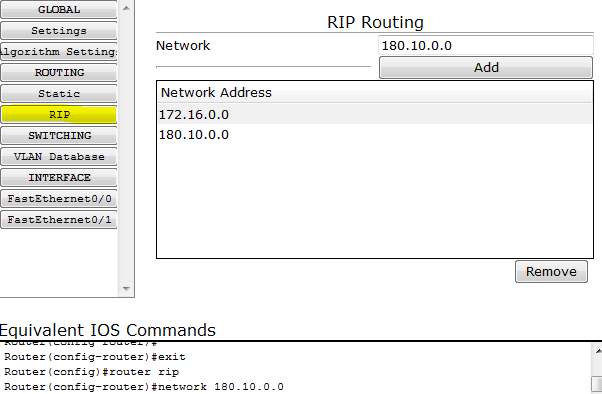 GLOBAL
Settings
Algorithm Settings
ROUTING
Static
RIP
SWITCHING
VLAN Database
INTERFACE
FastEthernet0/0
FastEthernet0/1
RIP Routing
Network
180.10.0.0
Add
Network Address
172.16.0.0
180.10.0.0
Remove
Equivalent IOS Commands
Router(config-router)#
Router(config-router)#exit
Router(config)#router rip
Router(config-router)#network 180.10.0.0